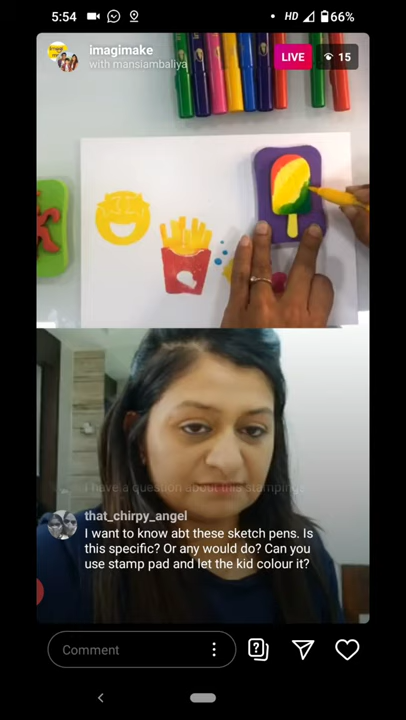 5:54
HD
66%
imagimake
with mansiambaliya
LIVE
15
I have a question about this stampings
that_chirpy_angel
I want to know abt these sketch pens. Is
this specific? Or any would do? Can you
use stamp pad and let the kid colour it?
Comment